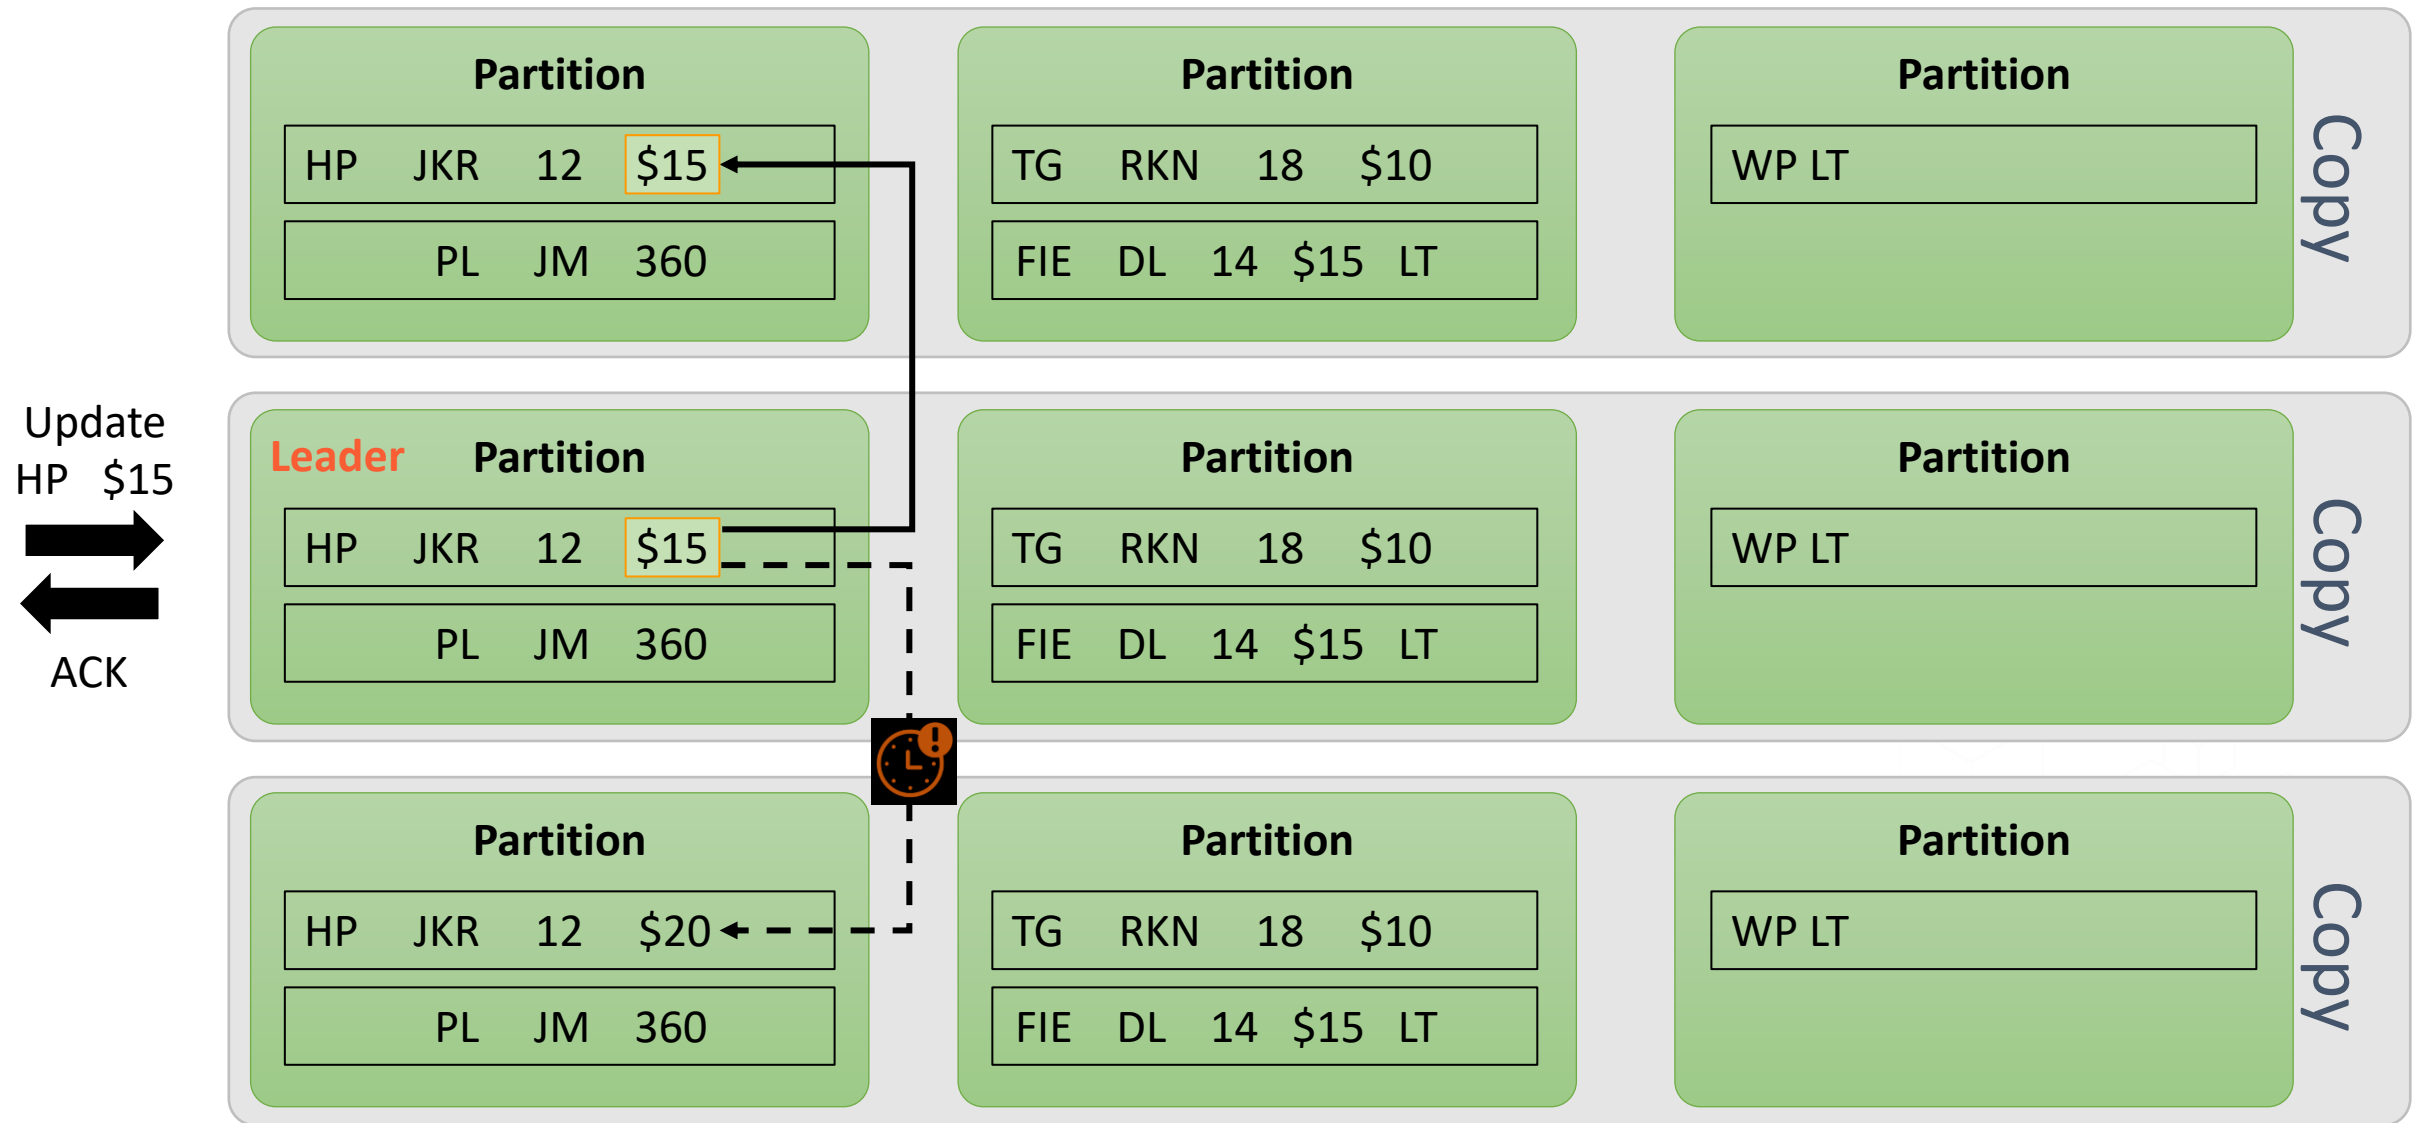 Partition
HP JKR 12 $15
PL JM 360
Partition
TG RKN 18 $10
FIE DL 14 $15 LT
Partition
WP LT
Copy
Update
HP $15
ACK
Leader Partition
HP JKR 12 $15
PL JM 360
Partition
TG RKN 18 $10
FIE DL 14 $15 LT
Partition
WP LT
Copy
Partition
HP JKR 12 $20
PL JM 360
Partition
TG RKN 18 $10
FIE DL 14 $15 LT
Partition
WP LT
Copy